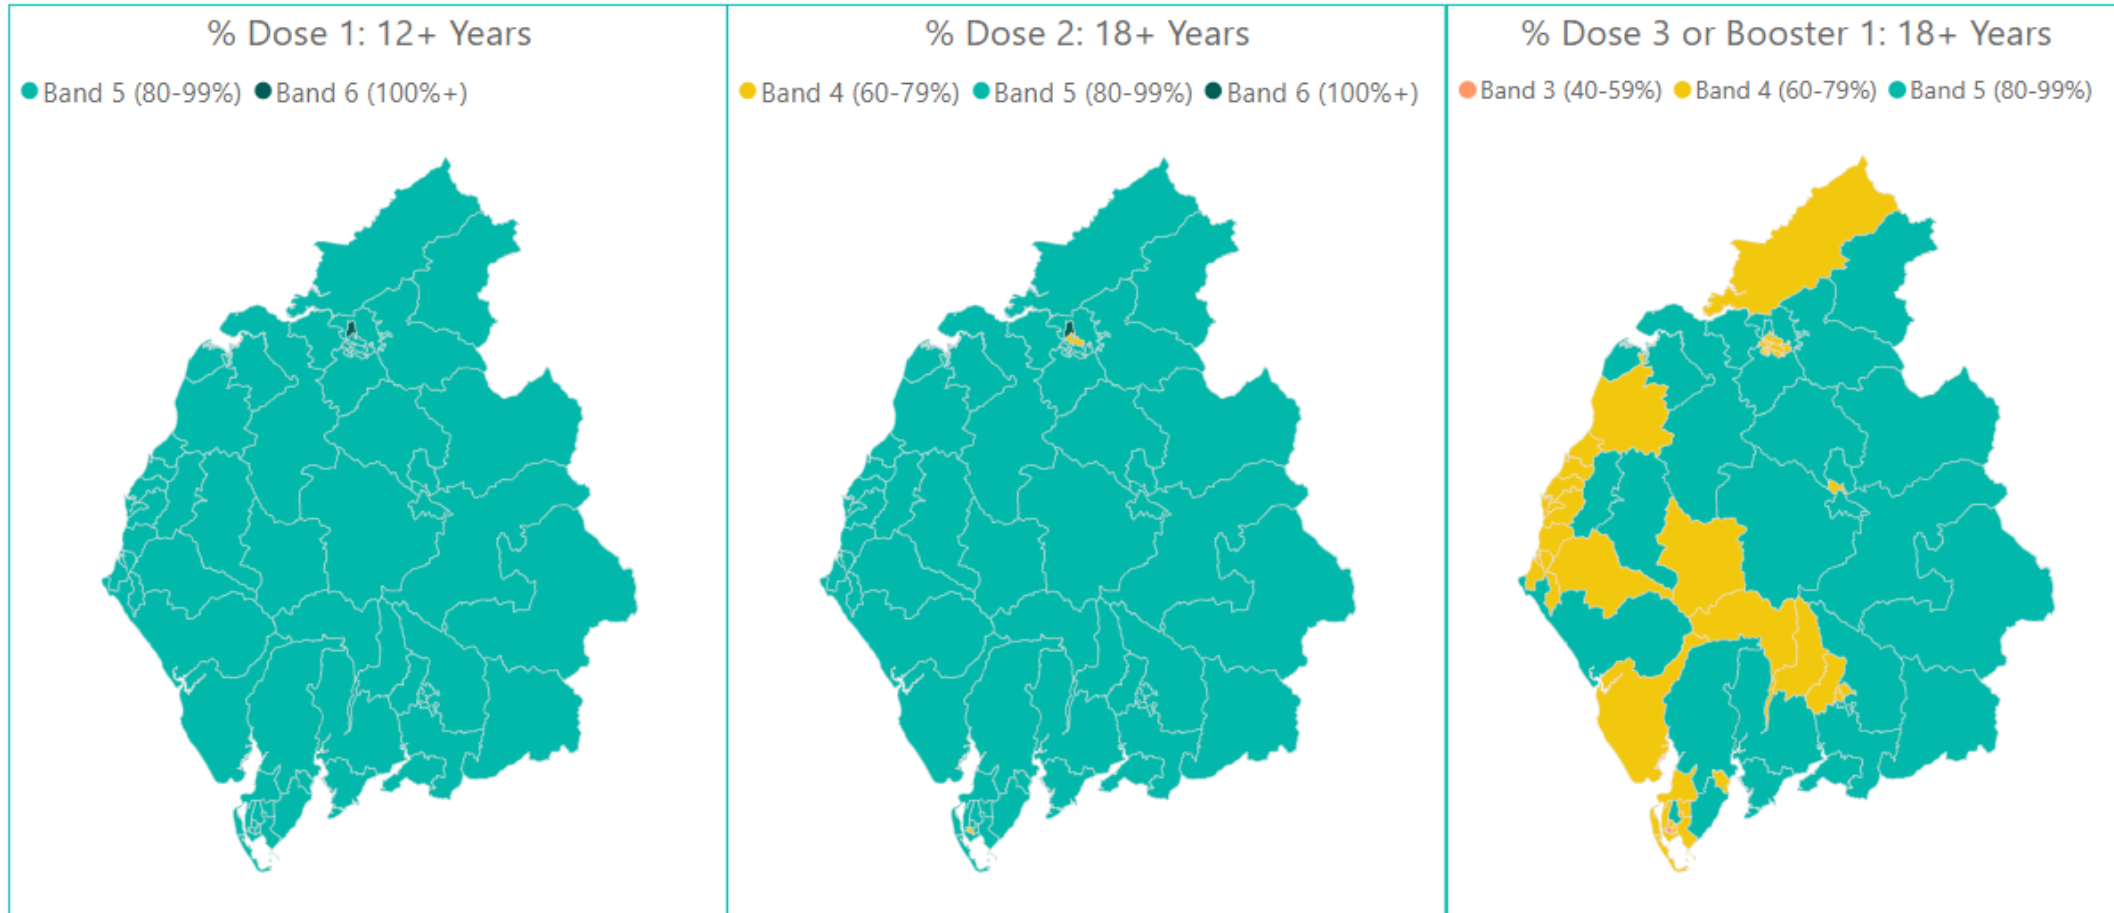 % Dose 1: 12+ Years
Band 5 (80-99%) Band 6 (100%+)
% Dose 2: 18+ Years
Band 4 (60-79%) Band 5 (80-99%) Band 6 (100%+)
% Dose 3 or Booster 1: 18+ Years
Band 3 (40-59%) Band 4 (60-79%) Band 5 (80-99%)